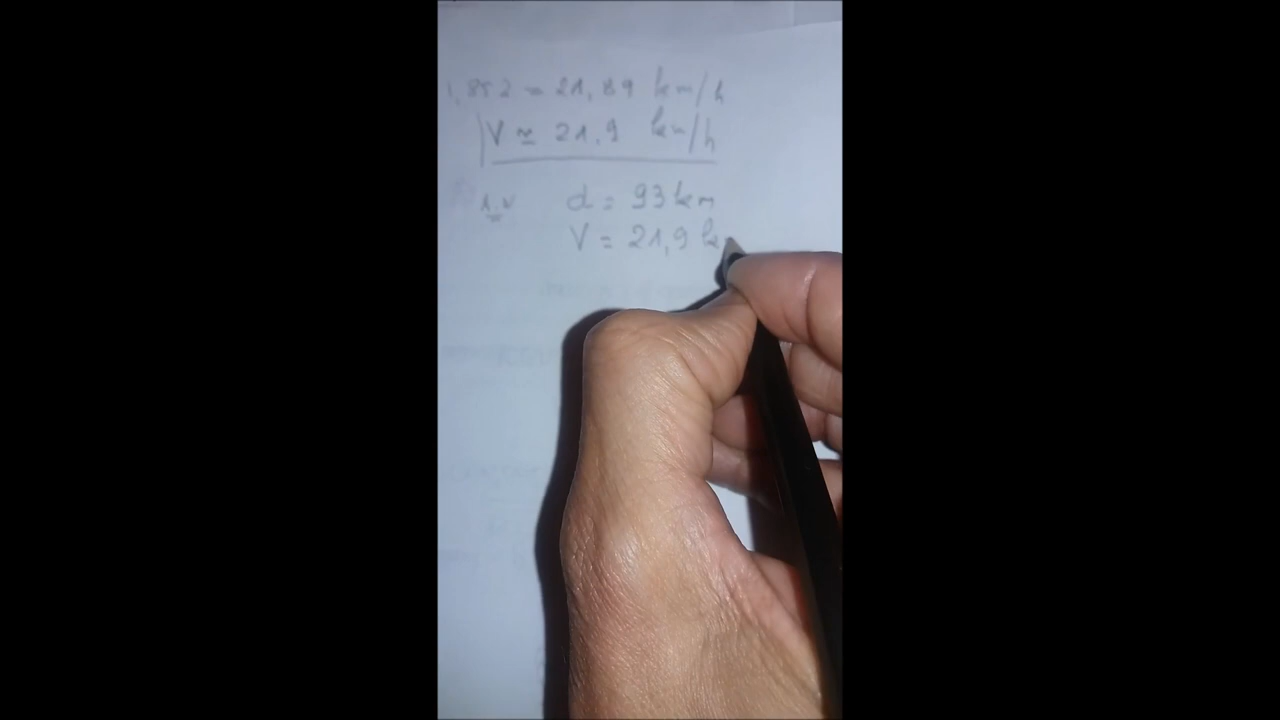 1,852 = 21,89 km/h
V ≃ 21,9 km/h
d = 93 km
V = 21,9 k